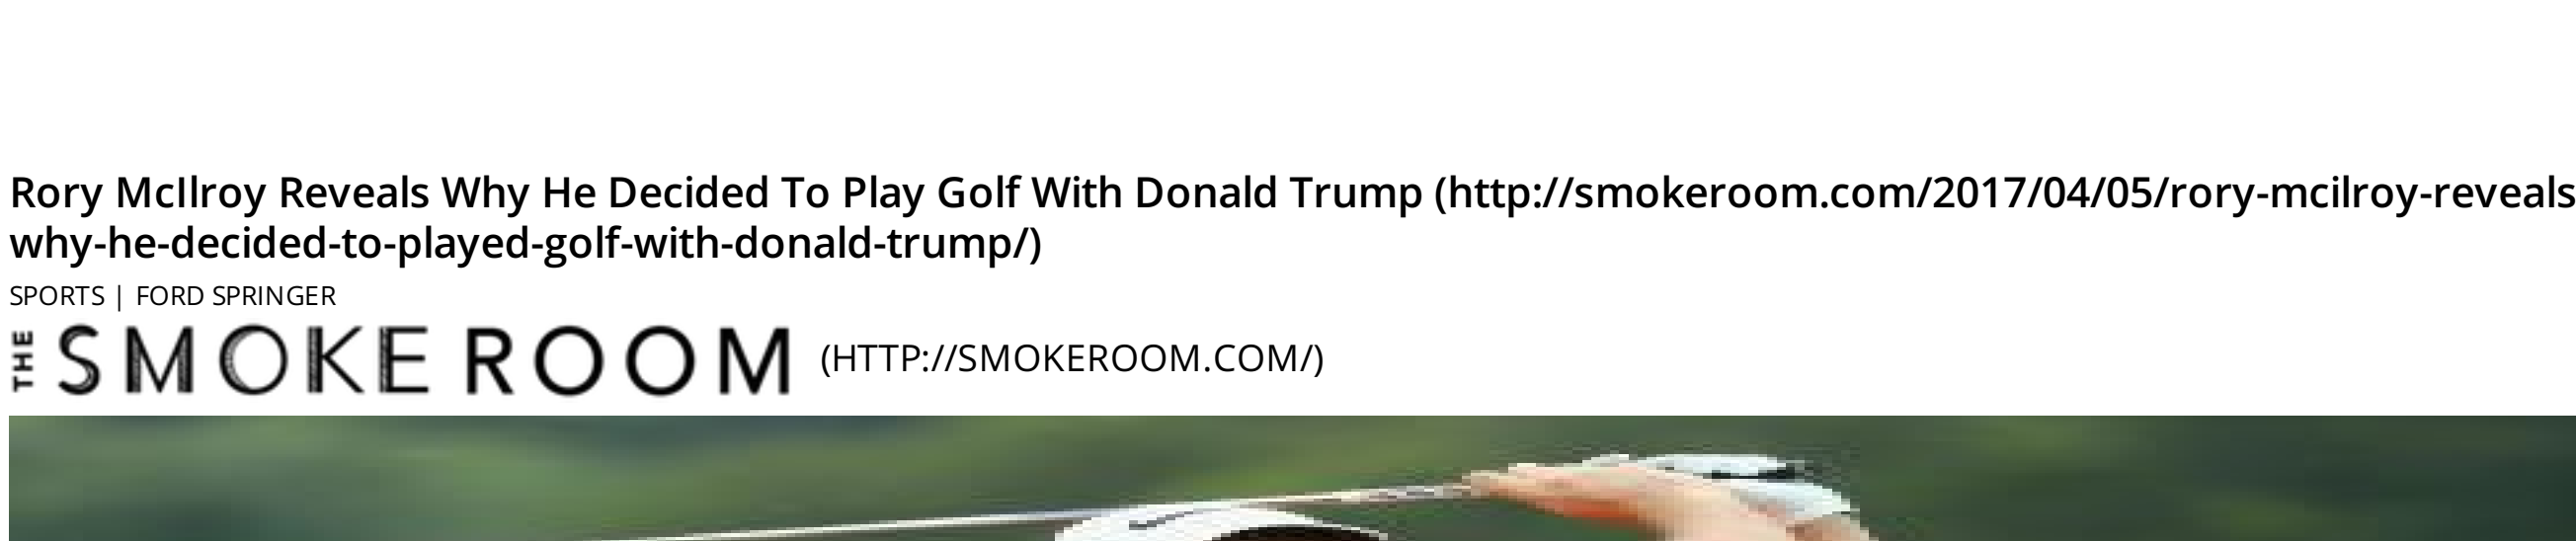 Rory McIlroy Reveals Why He Decided To Play Golf With Donald Trump (http://smokeroom.com/2017/04/05/rory-mcilroy-reveals
why-he-decided-to-played-golf-with-donald-trump/)
SPORTS | FORD SPRINGER
THE SMOKE ROOM (HTTP://SMOKEROOM.COM/)